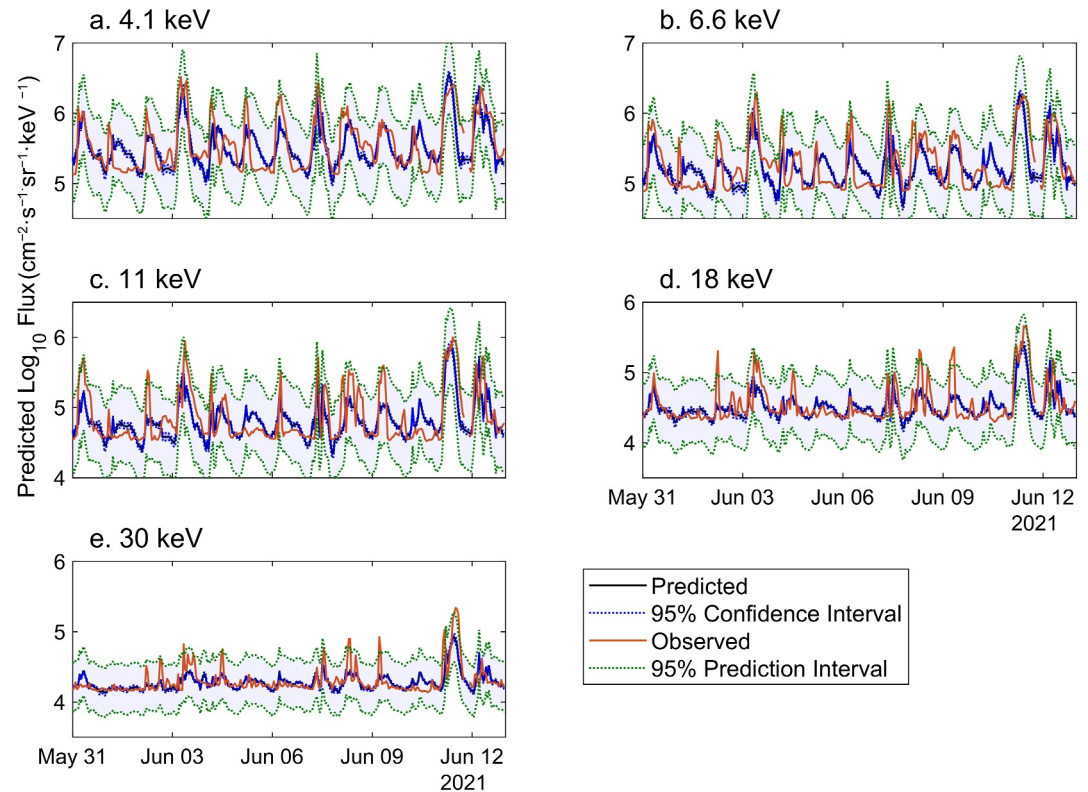 a. 4.1 keV
b. 6.6 keV
7
6
5
7
6
5
Predicted Log10 Flux(cm−2·s−1·sr−1·keV −1)
c. 11 keV
d. 18 keV
6
5
4
6
5
4
May 31 Jun 03 Jun 06 Jun 09 Jun 12
2021
e. 30 keV
6
5
4
May 31 Jun 03 Jun 06 Jun 09 Jun 12
2021
Predicted
95% Confidence Interval
Observed
95% Prediction Interval